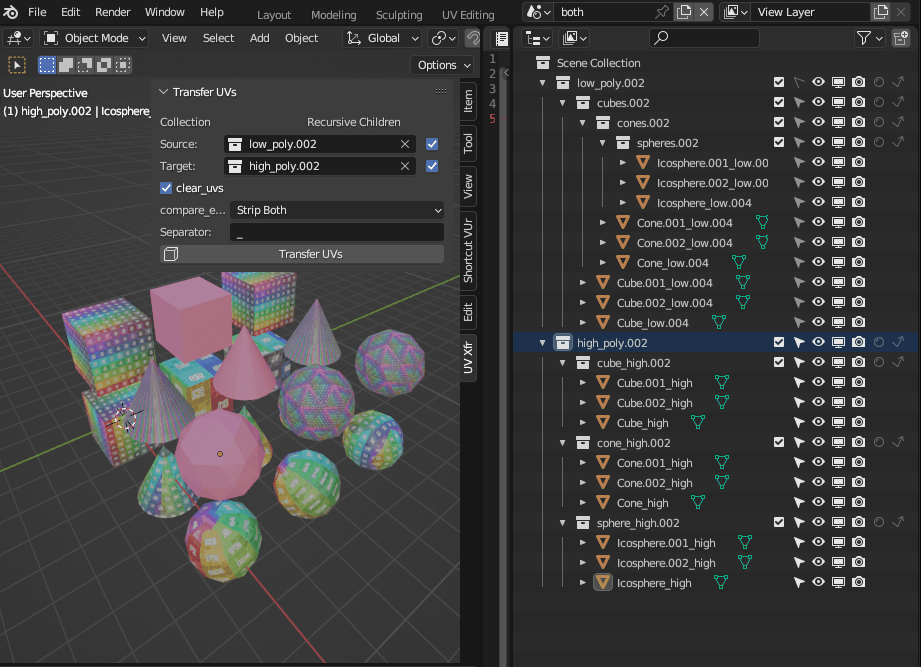 File Edit Render Window Help Layout Modeling Sculpting UV Editing both View Layer
Object Mode View Select Add Object Global
Options
User Perspective
(1) high_poly.002 | Icosphere_
Transfer UVs
Collection Recursive Children
Source: low_poly.002
Target: high_poly.002
clear_uvs
compare_e... Strip Both
Separator: _
Transfer UVs
Item
Tool
View
Shortcut VUr
Edit
UV Xfr
1
2
3
4
5
Scene Collection
low_poly.002
cubes.002
cones.002
spheres.002
Icosphere.001_low.00
Icosphere.002_low.00
Icosphere_low.004
Cone.001_low.004
Cone.002_low.004
Cone_low.004
Cube.001_low.004
Cube.002_low.004
Cube_low.004
high_poly.002
cube_high.002
Cube.001_high
Cube.002_high
Cube_high
cone_high.002
Cone.001_high
Cone.002_high
Cone_high
sphere_high.002
Icosphere.001_high
Icosphere.002_high
Icosphere_high